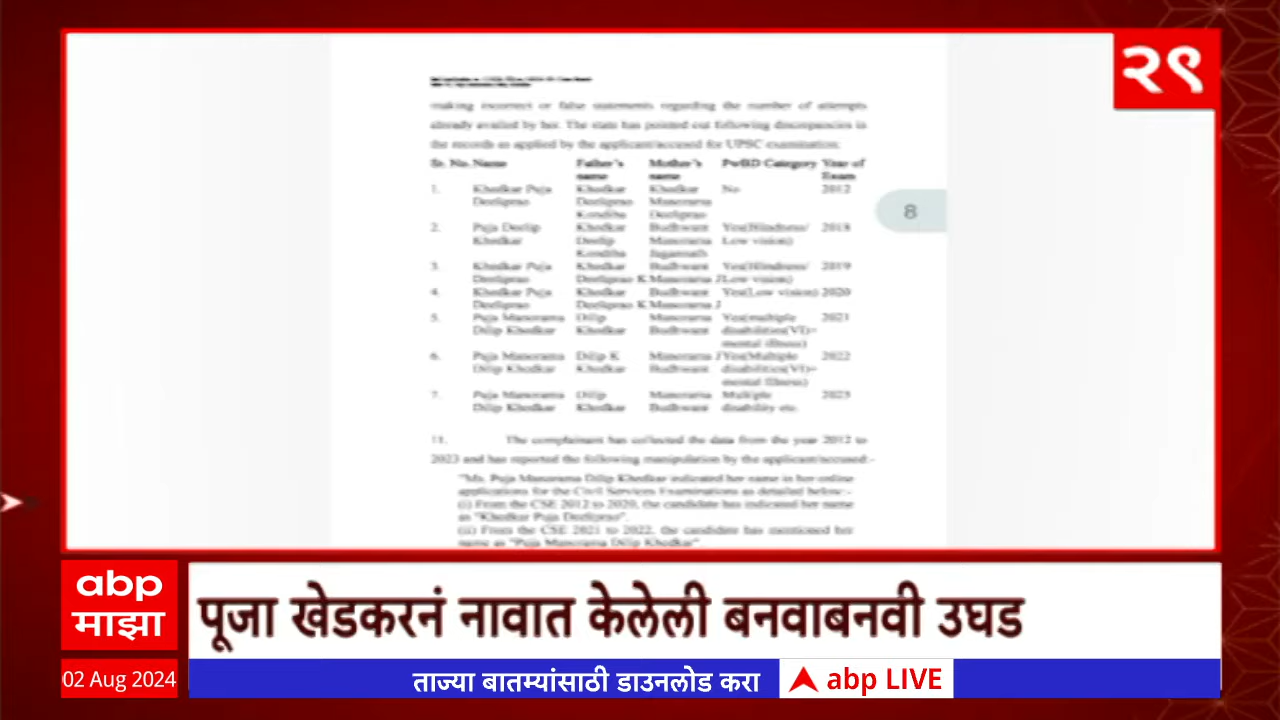 २९
making incorrect or false statements regarding the number of attempts
already availed by her. The state has pointed out following discrepancies in
the records as applied by the applicant/accused for UPSC examination:
Sr. No. Name Father's name Mother's name PwBD Category Year of Exam
1. Khedkar Puja Deeliprao Khedkar Deeliprao Kondiba Khedkar Manorama Deeliprao No 2012
2. Puja Deelip Khedkar Khedkar Deelip Kondiba Budhwant Manorama Jagannath Yes(Blindness/ Low vision) 2018
3. Khedkar Puja Deeliprao Khedkar Deeliprao K Budhwant Manorama J Yes(Blindness/ Low vision) 2019
4. Khedkar Puja Deeliprao Khedkar Deeliprao K Budhwant Manorama J Yes(Low vision) 2020
5. Puja Manorama Dilip Khedkar Dilip Khedkar Manorama Budhwant Yes(multiple disabilities(VI)+ mental illness) 2021
6. Puja Manorama Dilip Khedkar Dilip K Khedkar Manorama J Budhwant Yes(Multiple disabilities(VI)+ mental illness) 2022
7. Puja Manorama Dilip Khedkar Dilip Khedkar Manorama Budhwant Multiple disability etc. 2023
8
11. The complainant has collected the data from the year 2012 to
2023 and has reported the following manipulation by the applicant/accused:-
"Ms. Puja Manorama Dilip Khedkar indicated her name in her online
applications for the Civil Services Examinations as detailed below:-
(i) From the CSE 2012 to 2020, the candidate has indicated her name
as "Khedkar Puja Deeliprao".
(ii) From the CSE 2021 to 2022, the candidate has mentioned her
name as "Puja Manorama Dilip Khedkar"
abp
माझा
पूजा खेडकरनं नावात केलेली बनवाबनवी उघड
02 Aug 2024
ताज्या बातम्यांसाठी डाउनलोड करा abp LIVE